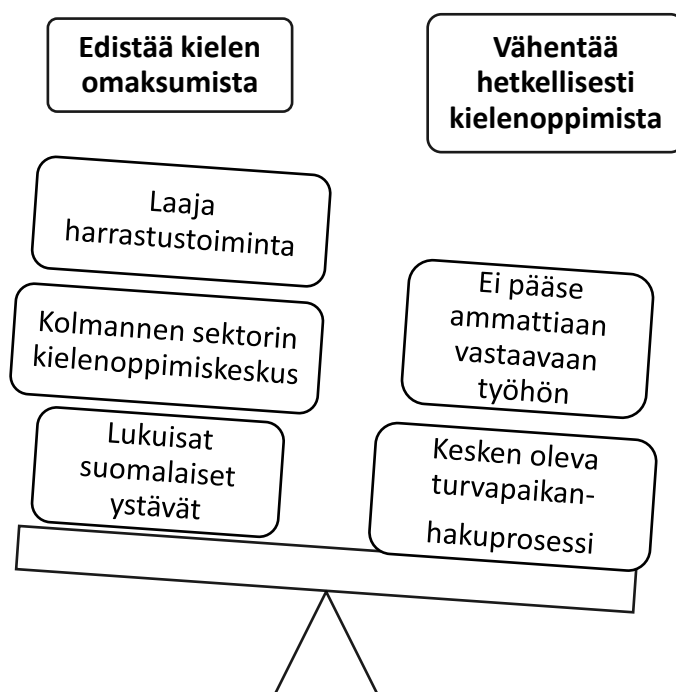 Edistää kielen
omaksumista
Vähentää
hetkellisesti
kielenoppimista
Laaja
harrastustoiminta
Kolmannen sektorin
kielenoppimiskeskus
Lukuisat
suomalaiset
ystävät
Ei pääse
ammattiaan
vastaavaan
työhön
Kesken oleva
turvapaikan-
hakuprosessi